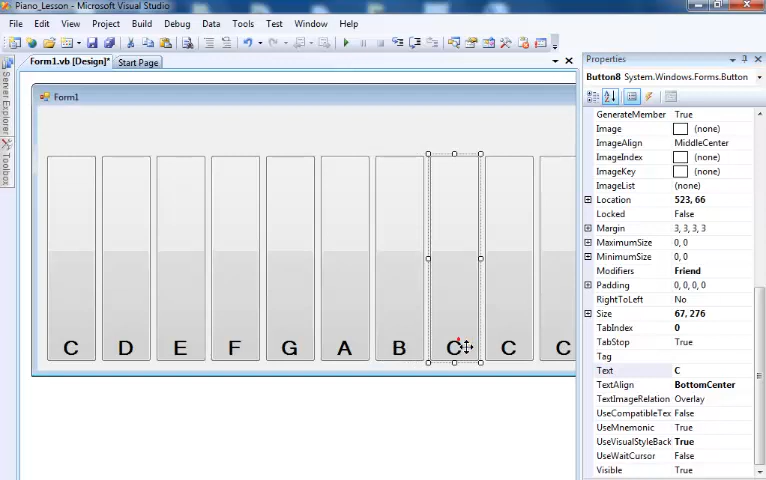 Piano_Lesson - Microsoft Visual Studio
File Edit View Project Build Debug Data Tools Test Window Help
Form1.vb [Design]* Start Page
Properties
Server Explorer
Toolbox
Form1
C D E F G A B C C C
Button8 System.Windows.Forms.Button
GenerateMember True
Image (none)
ImageAlign MiddleCenter
ImageIndex (none)
ImageKey (none)
ImageList (none)
Location 523, 66
Locked False
Margin 3, 3, 3, 3
MaximumSize 0, 0
MinimumSize 0, 0
Modifiers Friend
Padding 0, 0, 0, 0
RightToLeft No
Size 67, 276
TabIndex 0
TabStop True
Tag
Text C
TextAlign BottomCenter
TextImageRelation Overlay
UseCompatibleTex False
UseMnemonic True
UseVisualStyleBack True
UseWaitCursor False
Visible True